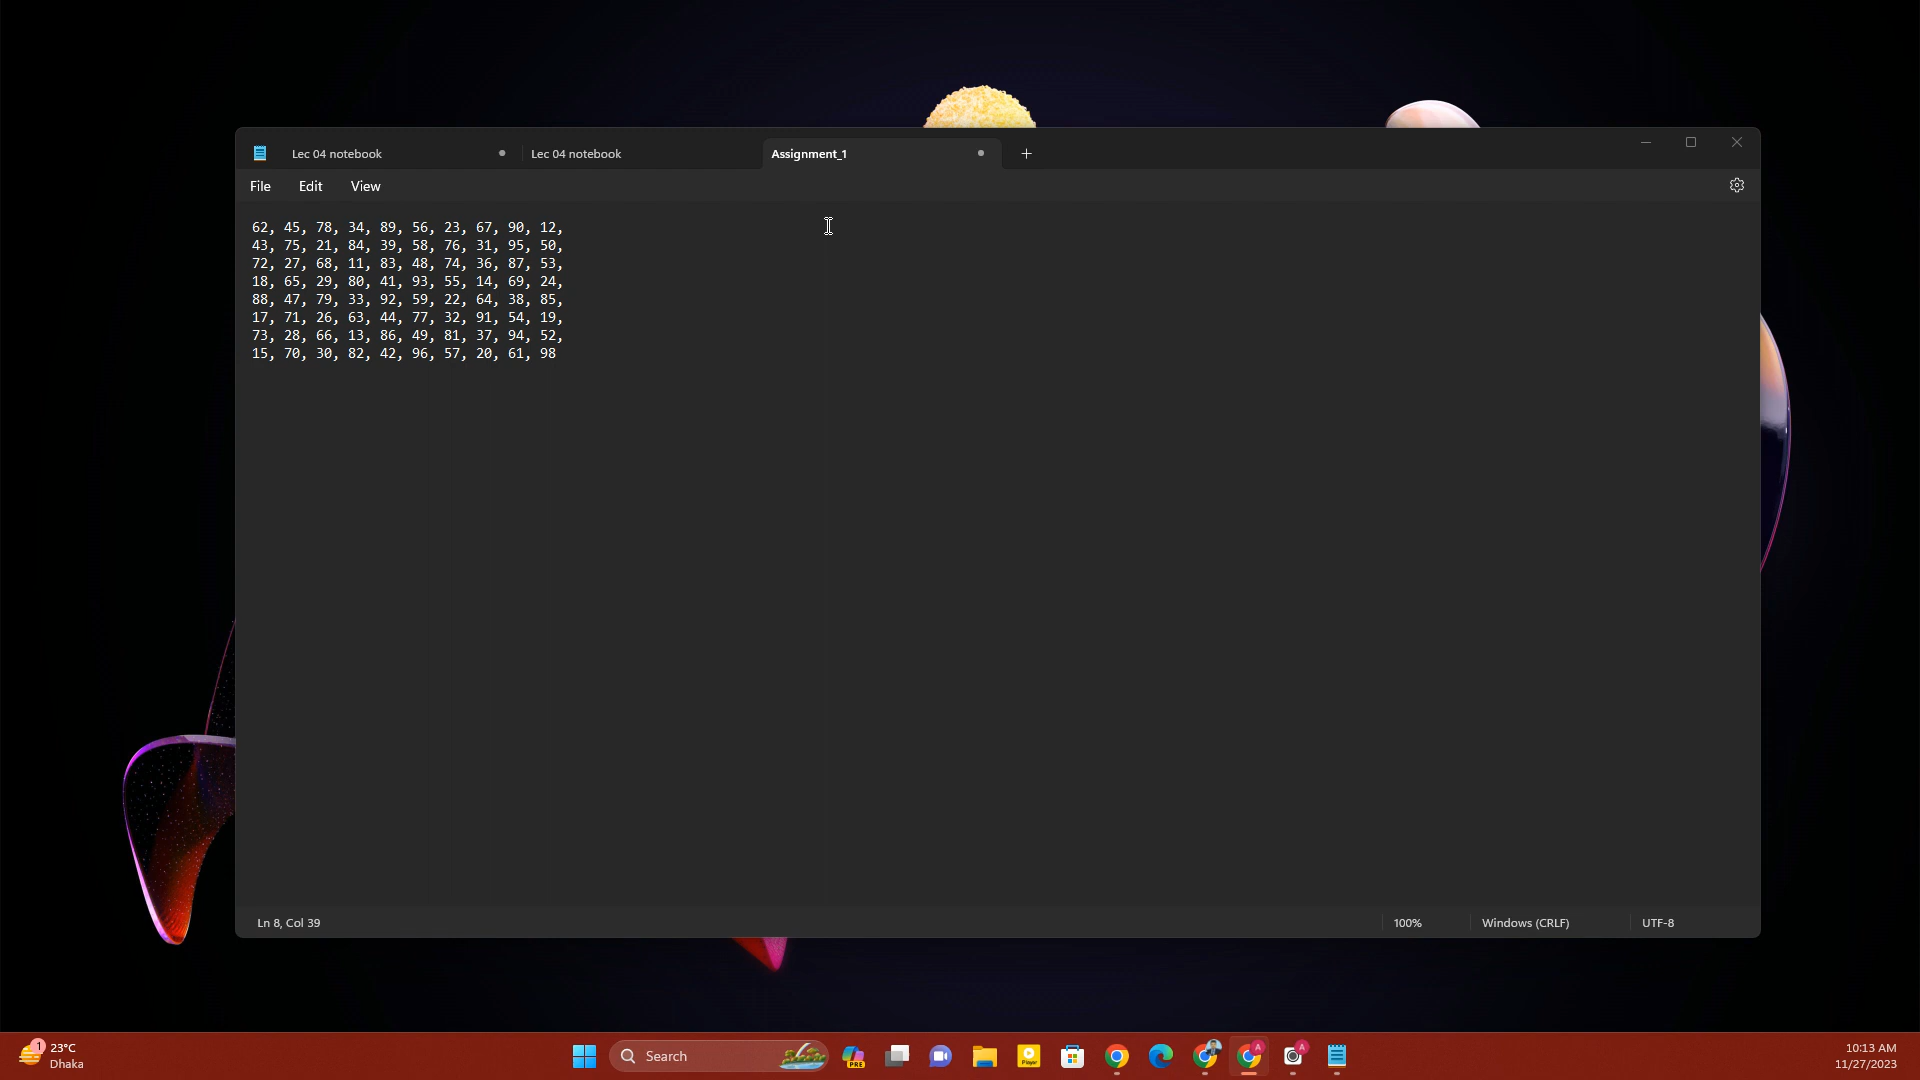 Lec 04 notebook
Lec 04 notebook
Assignment_1
File Edit View
62, 45, 78, 34, 89, 56, 23, 67, 90, 12,
43, 75, 21, 84, 39, 58, 76, 31, 95, 50,
72, 27, 68, 11, 83, 48, 74, 36, 87, 53,
18, 65, 29, 80, 41, 93, 55, 14, 69, 24,
88, 47, 79, 33, 92, 59, 22, 64, 38, 85,
17, 71, 26, 63, 44, 77, 32, 91, 54, 19,
73, 28, 66, 13, 86, 49, 81, 37, 94, 52,
15, 70, 30, 82, 42, 96, 57, 20, 61, 98
Ln 8, Col 39
100%
Windows (CRLF)
UTF-8
1
23°C
Dhaka
Search
PRE
Player
A
A
10:13 AM
11/27/2023